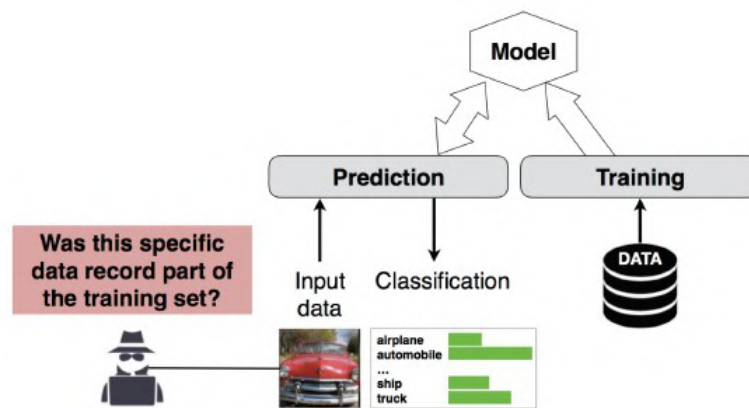 Model
Prediction
Training
Was this specific
data record part of
the training set?
Input
data
Classification
DATA
airplane
automobile
...
ship
truck